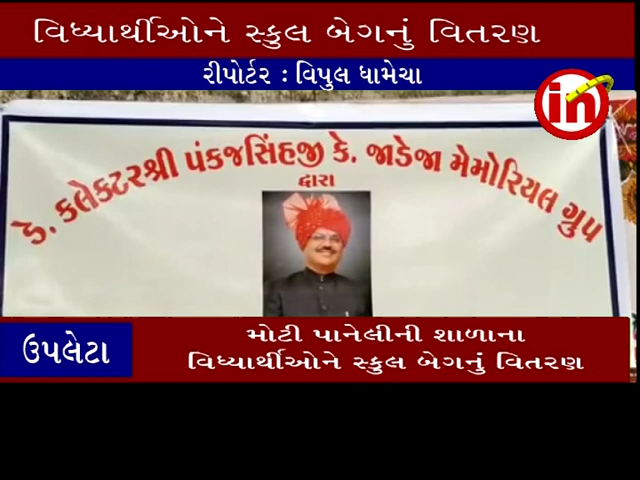 વિધ્યાર્થીઓને સ્કુલ બેગનું વિતરણ
રીપોર્ટર : વિપુલ ધામેચા
in
ડે. કલેક્ટરશ્રી પંકજસિંહજી કે. જાડેજા મેમોરિયલ ગ્રુપ
દ્વારા
ઉપલેટા
મોટી પાનેલીની શાળાના
વિધ્યાર્થીઓને સ્કુલ બેગનું વિતરણ